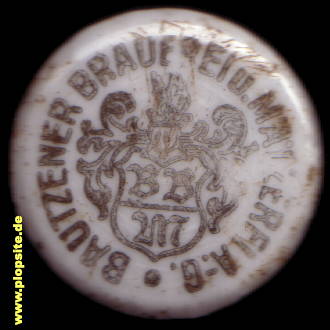 BAUTZENER BRAUEREI U. MÄLZEREI A.-G.
B B
M
www.plopsite.de